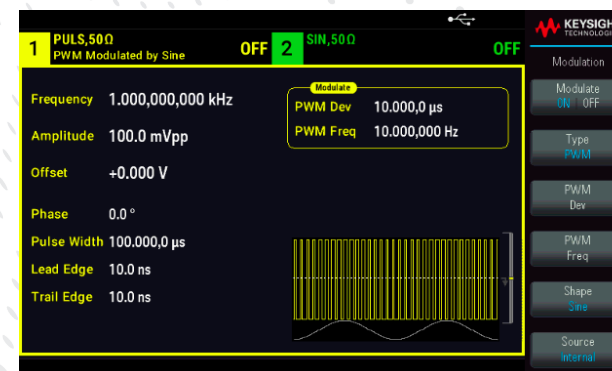 KEYSIGH
TECHNOLOGI
1 PULS,50Ω OFF 2 SIN,50Ω OFF
PWM Modulated by Sine
Modulation
Frequency 1.000,000,000 kHz
Amplitude 100.0 mVpp
Offset +0.000 V
Phase 0.0 °
Pulse Width 100.000,0 µs
Lead Edge 10.0 ns
Trail Edge 10.0 ns
Modulate
PWM Dev 10.000,0 µs
PWM Freq 10.000,000 Hz
Modulate
ON OFF
Type
PWM
PWM
Dev
PWM
Freq
Shape
Sine
Source
Internal